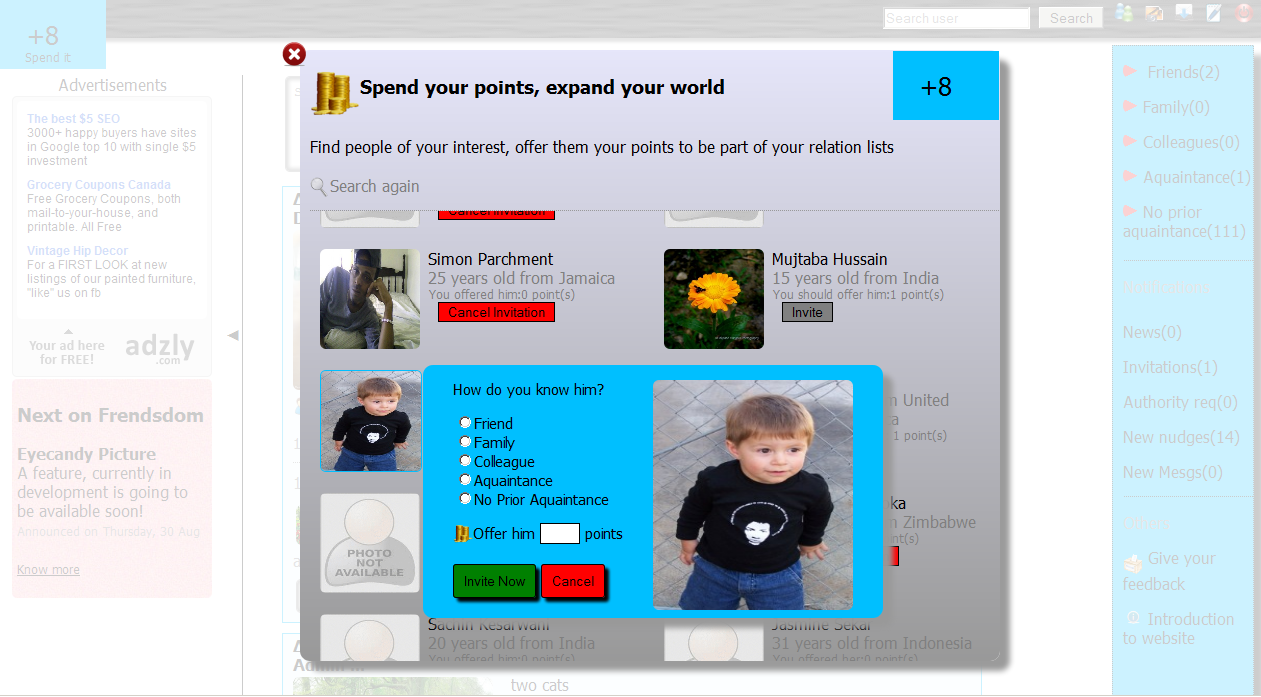 +8
Spend it
Search user
Search
Advertisements
The best $5 SEO
3000+ happy buyers have sites
in Google top 10 with single $5
investment
Grocery Coupons Canada
Free Grocery Coupons, both
mail-to-your-house, and
printable. All Free
Vintage Hip Decor
For a FIRST LOOK at new
listings of our painted furniture,
"like" us on fb
Your ad here
for FREE!
adzly
.com
Next on Frendsdom
Eyecandy Picture
A feature, currently in
development is going to
be available soon!
Announced on Thursday, 30 Aug
Know more
Spend your points, expand your world
+8
Find people of your interest, offer them your points to be part of your relation lists
Search again
Cancel Invitation
Simon Parchment
25 years old from Jamaica
You offered him:0 point(s)
Cancel Invitation
Mujtaba Hussain
15 years old from India
You should offer him:1 point(s)
Invite
How do you know him?
Friend
Family
Colleague
Aquaintance
No Prior Aquaintance
Offer him
points
Invite Now
Cancel
United
1 point(s)
Zimbabwe
PHOTO
NOT
AVAILABLE
Sachin Kesarwani
20 years old from India
You offered him:0 point(s)
Jasmine Sekar
31 years old from Indonesia
You offered her:0 point(s)
two cats
Friends(2)
Family(0)
Colleagues(0)
Aquaintance(1)
No prior
aquaintance(111)
Notifications
News(0)
Invitations(1)
Authority req(0)
New nudges(14)
New Mesgs(0)
Others
Give your
feedback
Introduction
to website